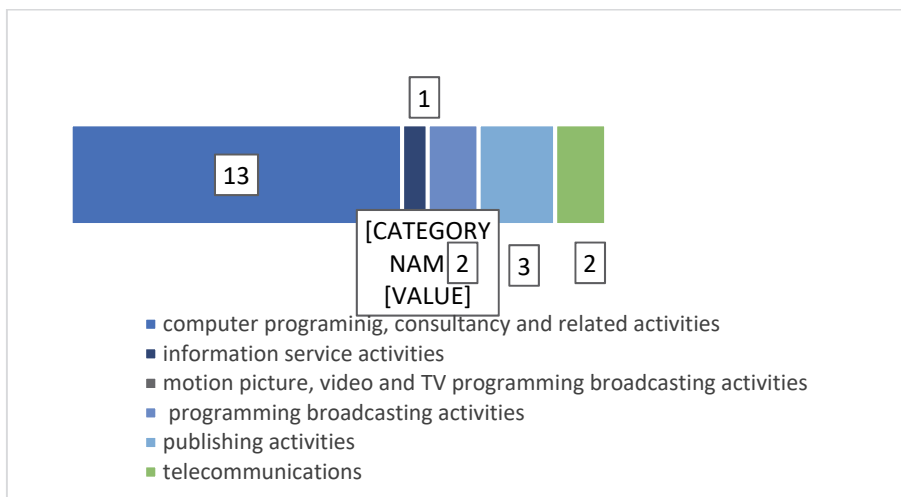 1
13
[CATEGORY
NAM
[VALUE]
2
3
2
computer programinig, consultancy and related activities
information service activities
motion picture, video and TV programming broadcasting activities
programming broadcasting activities
publishing activities
telecommunications